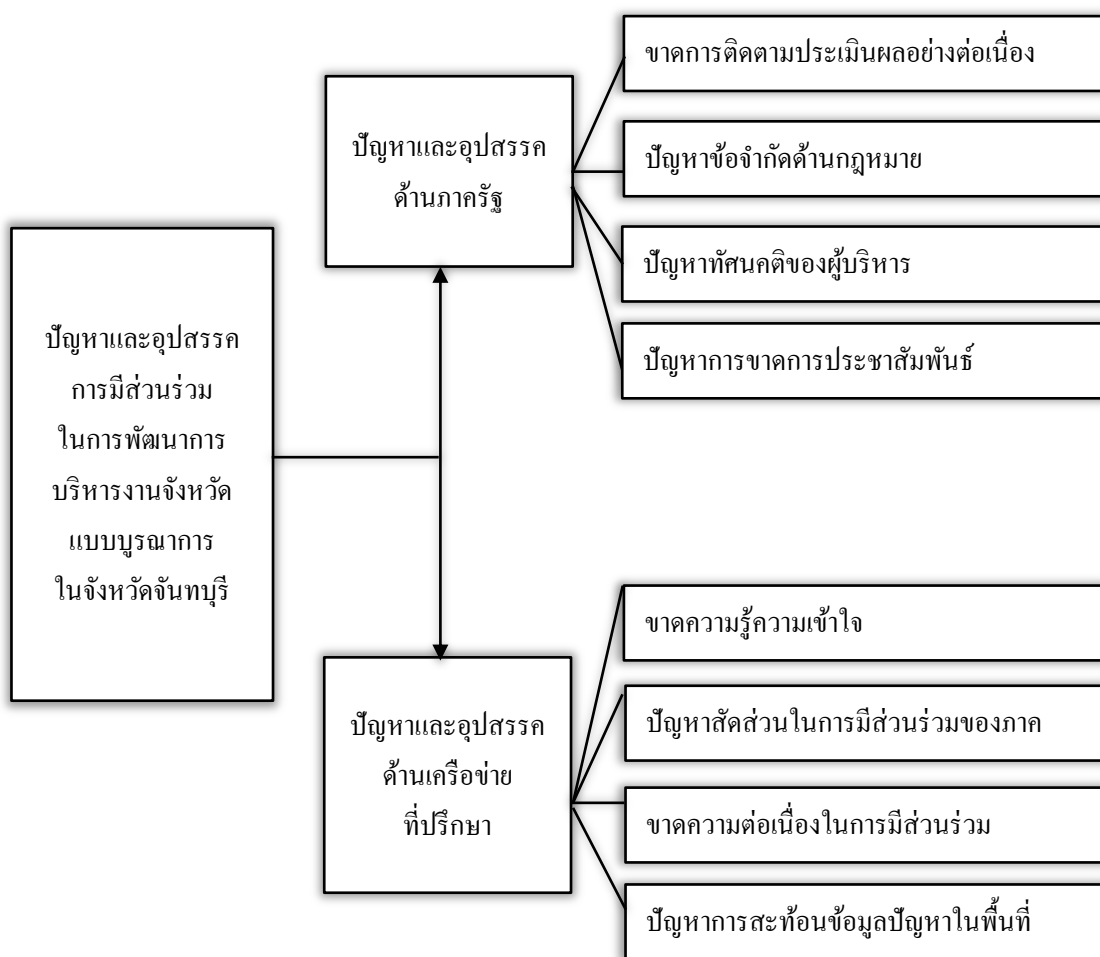 ปัญหาและอุปสรรค
การมีส่วนร่วม
ในการพัฒนาการ
บริหารงานจังหวัด
แบบบูรณาการ
ในจังหวัดจันทบุรี
ปัญหาและอุปสรรค
ด้านภาครัฐ
ขาดการติดตามประเมินผลอย่างต่อเนื่อง
ปัญหาข้อจำกัดด้านกฎหมาย
ปัญหาทัศนคติของผู้บริหาร
ปัญหาการขาดการประชาสัมพันธ์
ปัญหาและอุปสรรค
ด้านเครือข่าย
ที่ปรึกษา
ขาดความรู้ความเข้าใจ
ปัญหาสัดส่วนในการมีส่วนร่วมของภาค
ขาดความต่อเนื่องในการมีส่วนร่วม
ปัญหาการสะท้อนข้อมูลปัญหาในพื้นที่